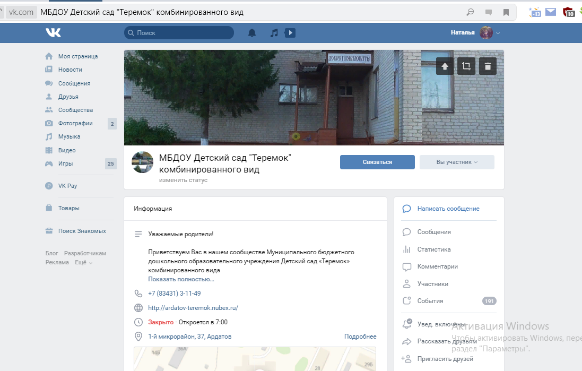 vk.com МБДОУ Детский сад "Теремок" комбинированного вид
Поиск
Наталья
Моя страница
Новости
Сообщения
Друзья
Сообщества
Фотографии 2
Музыка
Видео
Игры 25
VK Pay
Товары
Поиск Знакомых
Блог Разработчикам
Реклама Ещё
МБДОУ Детский сад "Теремок"
комбинированного вид
изменить статус
Связаться
Вы участник
Информация
Уважаемые родители!
Приветствуем Вас в нашем сообществе Муниципального бюджетного
дошкольного образовательного учреждения Детский сад «Теремок»
комбинированного вида
Показать полностью...
+7 (83431) 3-11-49
http://ardatov-teremok.nubex.ru/
Закрыто Откроется в 7:00
1-й микрорайон, 37, Ардатов Подробнее
Написать сообщение
Сообщения
Статистика
Комментарии
Участники
События 191
Увед. включены
Рассказать друзьям
Пригласить друзей
Активация Windows
Чтобы активировать Windows, пере
раздел "Параметры".